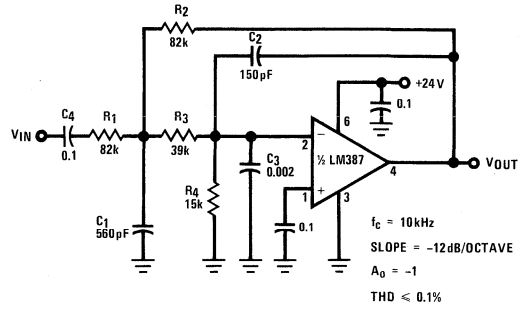 R2
82k
C2
150pF
+24V
0.1
6
C4
0.1
R1
82k
R3
39k
VIN
2
−
½ LM387
4
VOUT
C3
0.002
R4
15k
1
+
3
C1
560pF
0.1
fc = 10kHz
SLOPE = −12dB/OCTAVE
Ao = −1
THD ≤ 0.1%